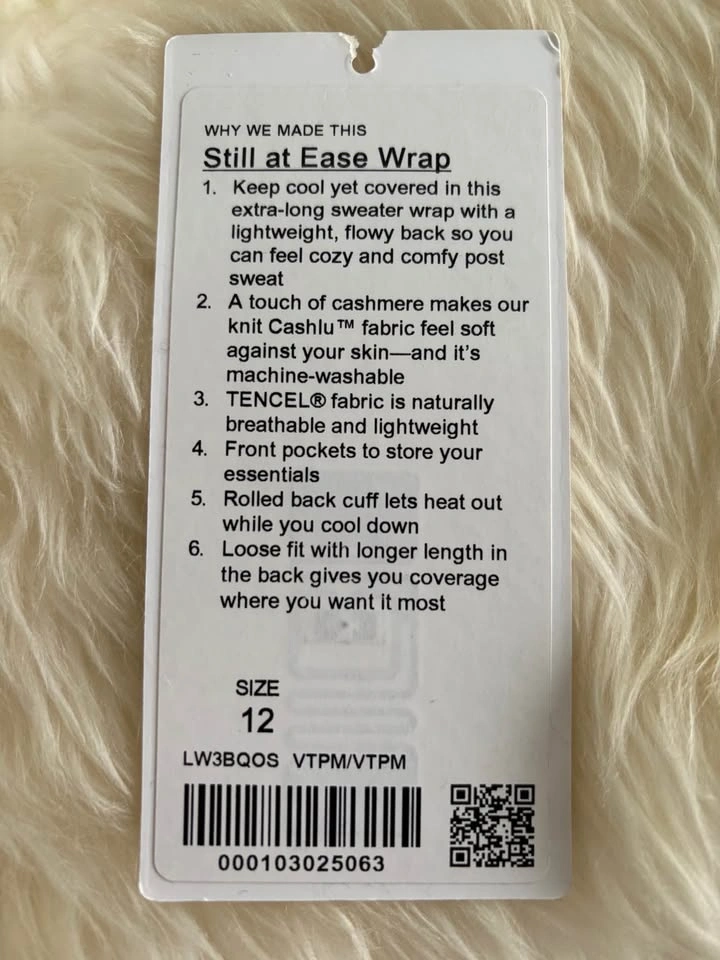 WHY WE MADE THIS
Still at Ease Wrap
1. Keep cool yet covered in this
extra-long sweater wrap with a
lightweight, flowy back so you
can feel cozy and comfy post
sweat
2. A touch of cashmere makes our
knit Cashlu™ fabric feel soft
against your skin—and it's
machine-washable
3. TENCEL® fabric is naturally
breathable and lightweight
4. Front pockets to store your
essentials
5. Rolled back cuff lets heat out
while you cool down
6. Loose fit with longer length in
the back gives you coverage
where you want it most
SIZE
12
LW3BQOS VTPM/VTPM
000103025063